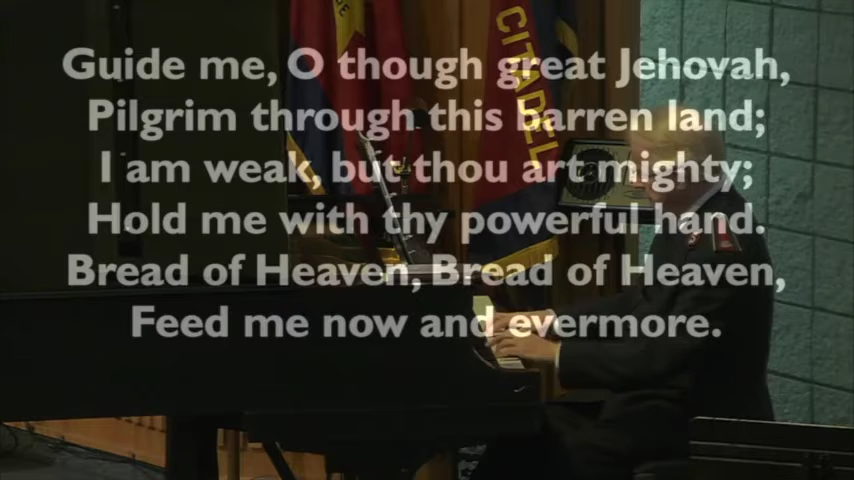 Guide me, O though great Jehovah,
Pilgrim through this barren land;
I am weak, but thou art mighty;
Hold me with thy powerful hand.
Bread of Heaven, Bread of Heaven,
Feed me now and evermore.
CITADEL